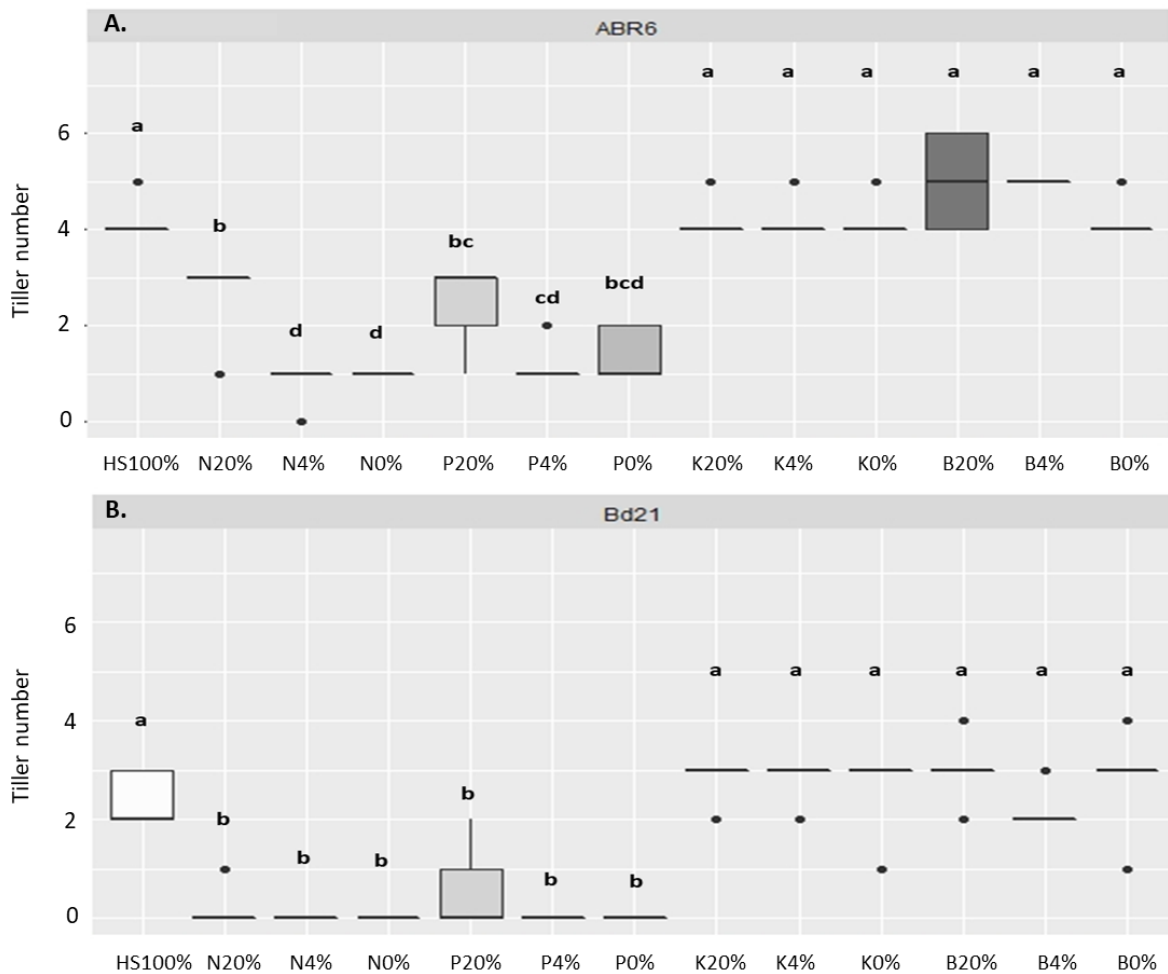 A.
ABR6
a a a a a a
6
a
b
4
bc
cd
bcd
2
d d
0
Tiller number
HS100% N20% N4% N0% P20% P4% P0% K20% K4% K0% B20% B4% B0%
B.
Bd21
6
a a a a a a
4
a
b
2
b
b b
b b
0
Tiller number
HS100% N20% N4% N0% P20% P4% P0% K20% K4% K0% B20% B4% B0%